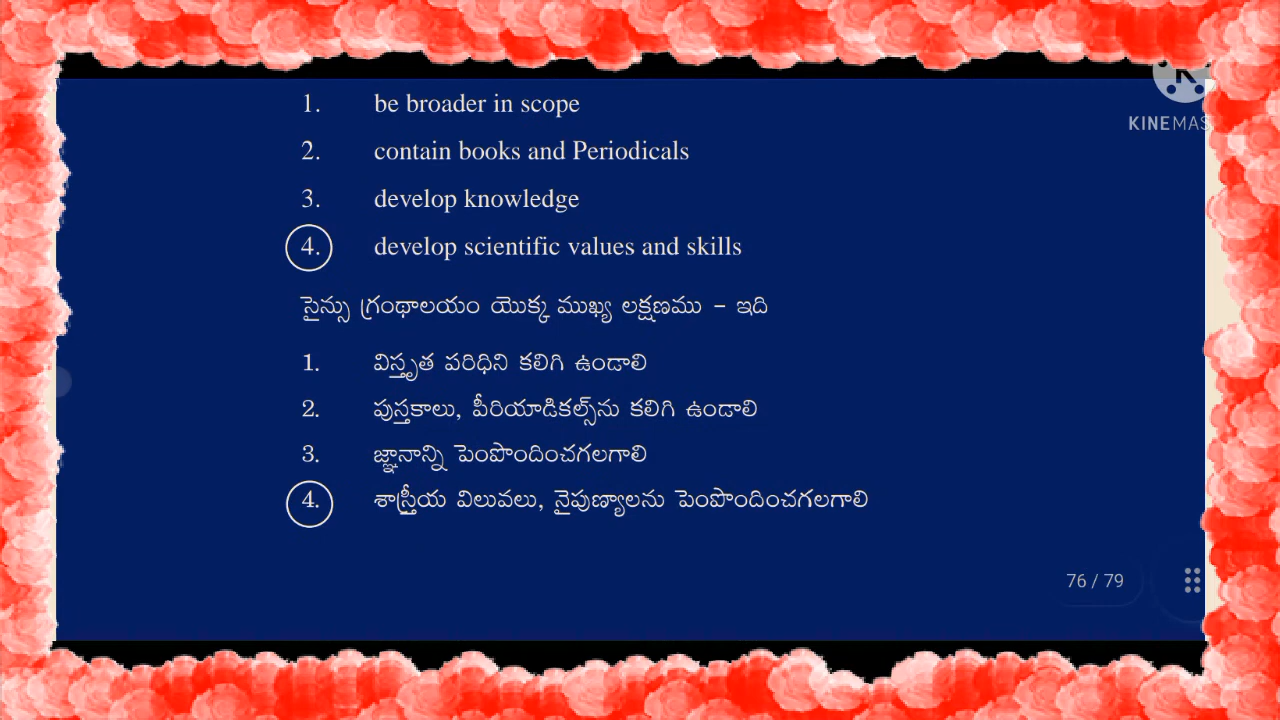 1. be broader in scope
KINEMAS
2. contain books and Periodicals
3. develop knowledge
4. develop scientific values and skills
సైన్సు గ్రంథాలయం యొక్క ముఖ్య లక్షణము – ఇది
1. విస్తృత పరిధిని కలిగి ఉండాలి
2. పుస్తకాలు, పీరియాడికల్స్‌ను కలిగి ఉండాలి
3. జ్ఞానాన్ని పెంపొందించగలగాలి
4. శాస్త్రీయ విలువలు, నైపుణ్యాలను పెంపొందించగలగాలి
76 / 79